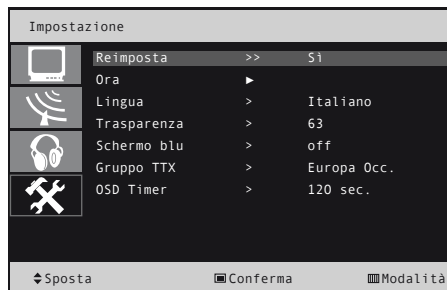 Impostazione
Reimposta >> Sì
Ora ►
Lingua > Italiano
Trasparenza > 63
Schermo blu > off
Gruppo TTX > Europa Occ.
OSD Timer > 120 sec.
Sposta Conferma Modalità